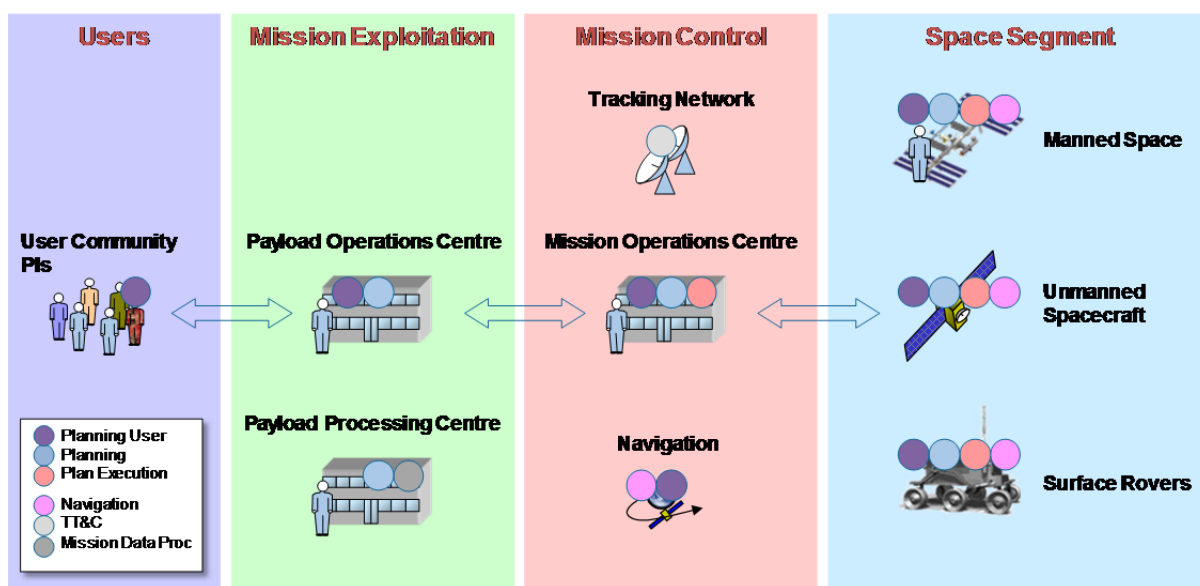 Users
Mission Exploitation
Mission Control
Space Segment
Tracking Network
Manned Space
User Community
PIs
Payload Operations Centre
Mission Operations Centre
Unmanned
Spacecraft
Payload Processing Centre
Navigation
Surface Rovers
Planning User
Planning
Plan Execution
Navigation
TT&C
Mission Data Proc